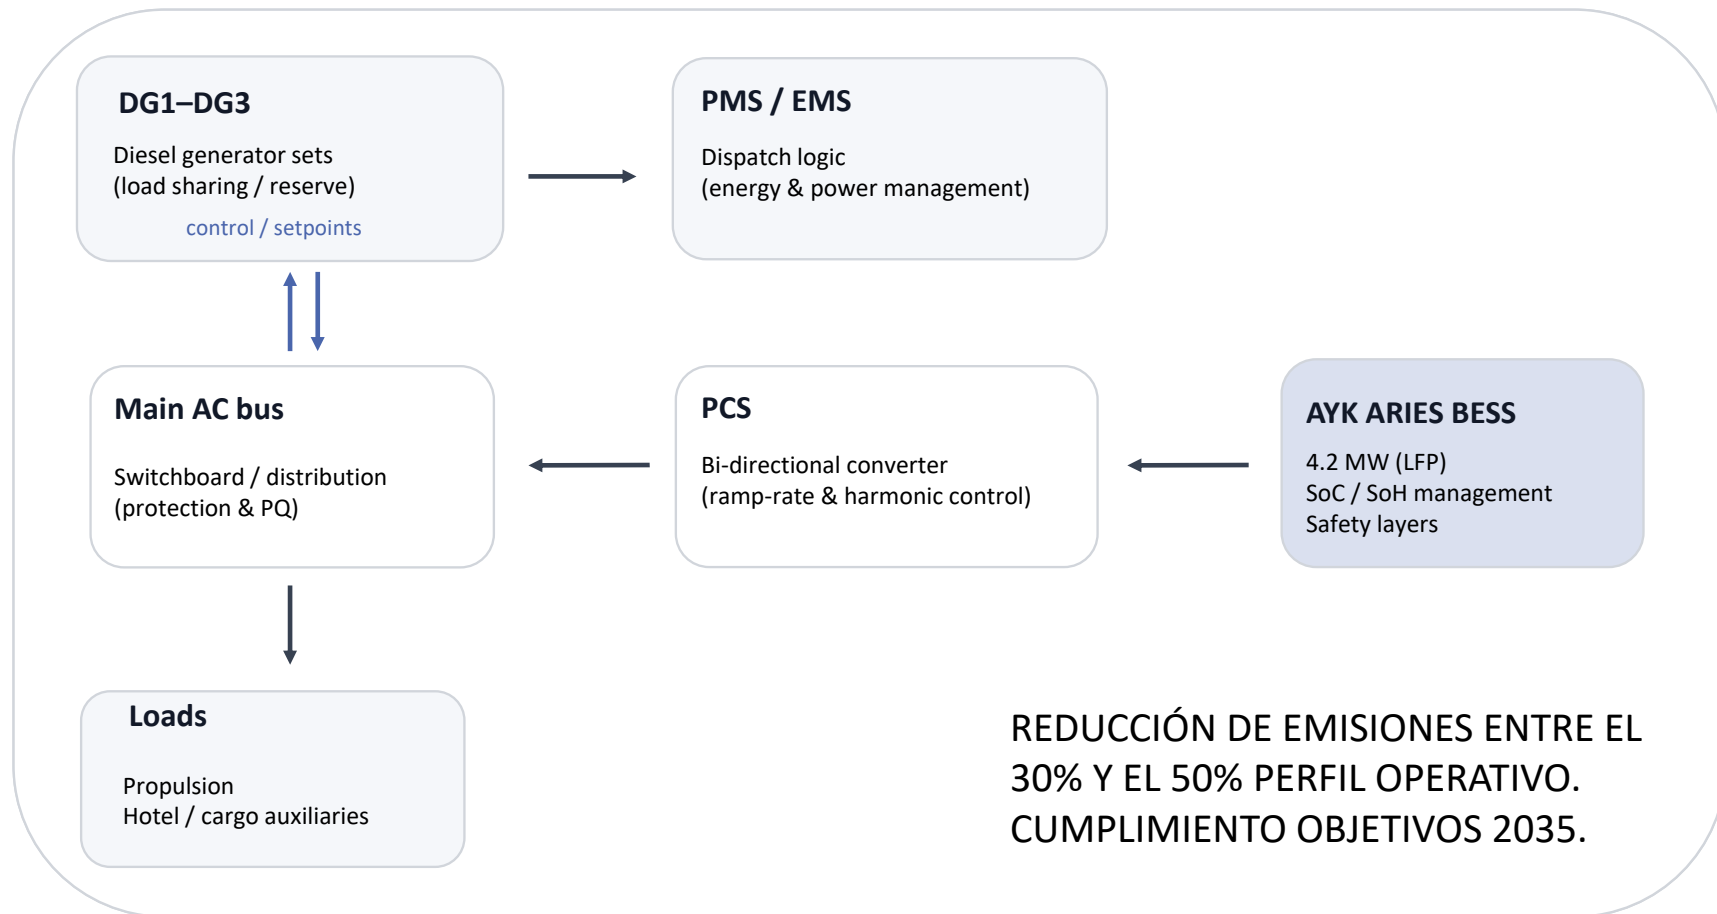 DG1–DG3
Diesel generator sets
(load sharing / reserve)
control / setpoints
PMS / EMS
Dispatch logic
(energy & power management)
Main AC bus
Switchboard / distribution
(protection & PQ)
PCS
Bi-directional converter
(ramp-rate & harmonic control)
AYK ARIES BESS
4.2 MW (LFP)
SoC / SoH management
Safety layers
Loads
Propulsion
Hotel / cargo auxiliaries
REDUCCIÓN DE EMISIONES ENTRE EL
30% Y EL 50% PERFIL OPERATIVO.
CUMPLIMIENTO OBJETIVOS 2035.